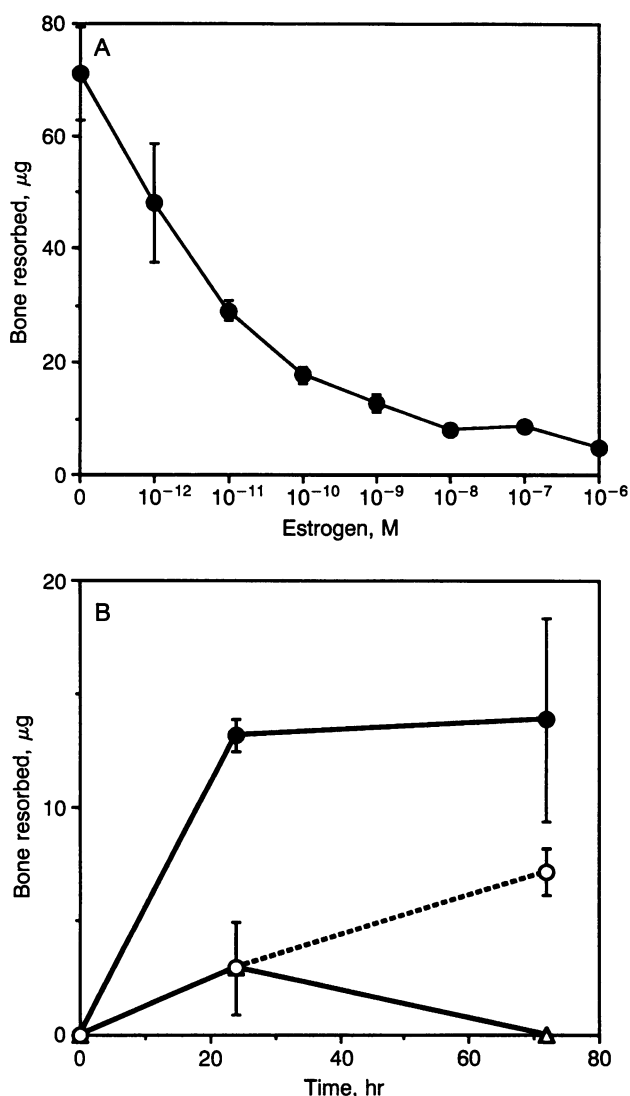 80
A
60
Bone resorbed, μg
40
20
0
0 10⁻¹² 10⁻¹¹ 10⁻¹⁰ 10⁻⁹ 10⁻⁸ 10⁻⁷ 10⁻⁶
Estrogen, M
20
B
Bone resorbed, μg
10
0
0 20 40 60 80
Time, hr